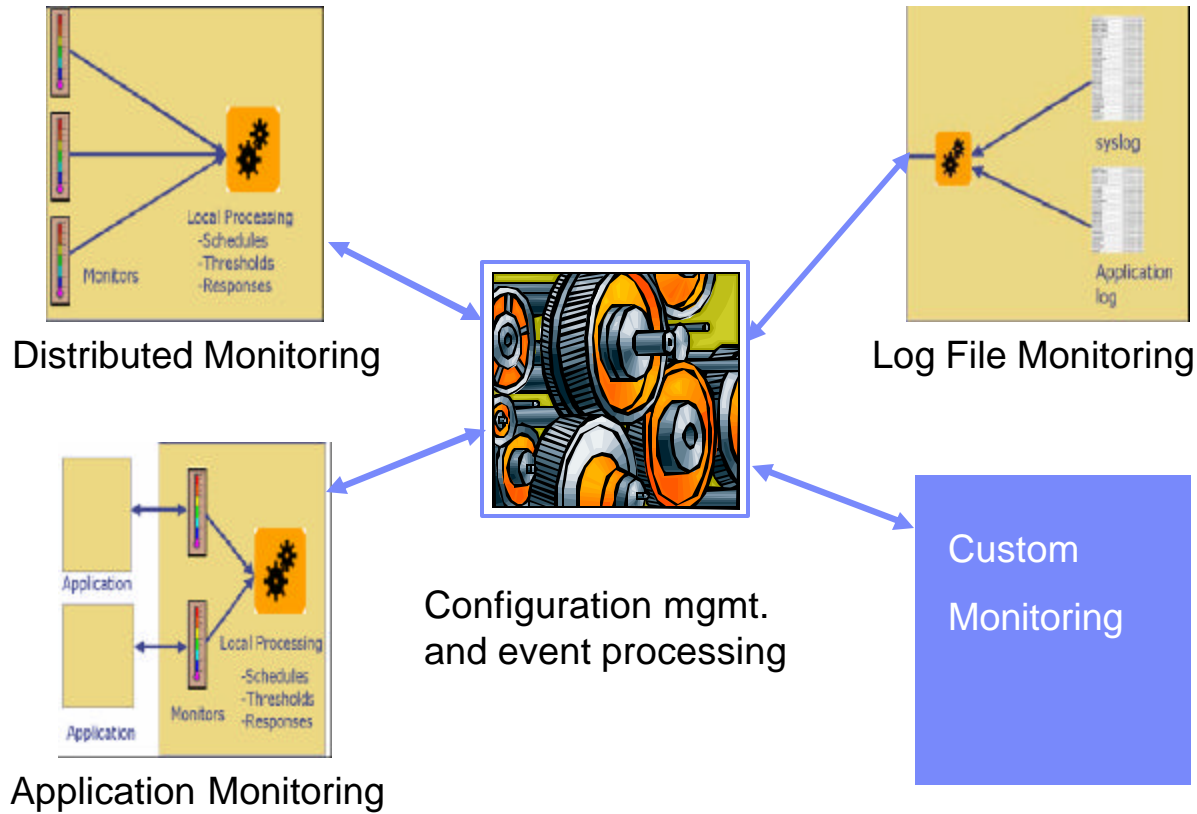 Monitors
Local Processing
-Schedules
-Thresholds
-Responses
Distributed Monitoring
syslog
Application
log
Log File Monitoring
Application
Application
Monitors
Local Processing
-Schedules
-Thresholds
-Responses
Application Monitoring
Configuration mgmt.
and event processing
Custom
Monitoring